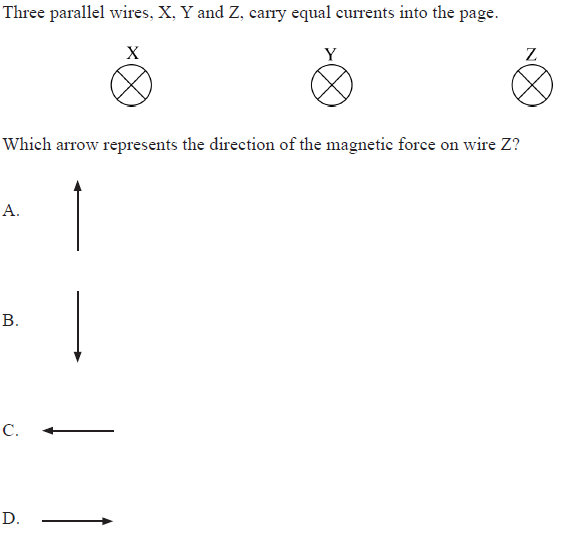 Three parallel wires, X, Y and Z, carry equal currents into the page.
X Y Z
Which arrow represents the direction of the magnetic force on wire Z?
A.
B.
C.
D.